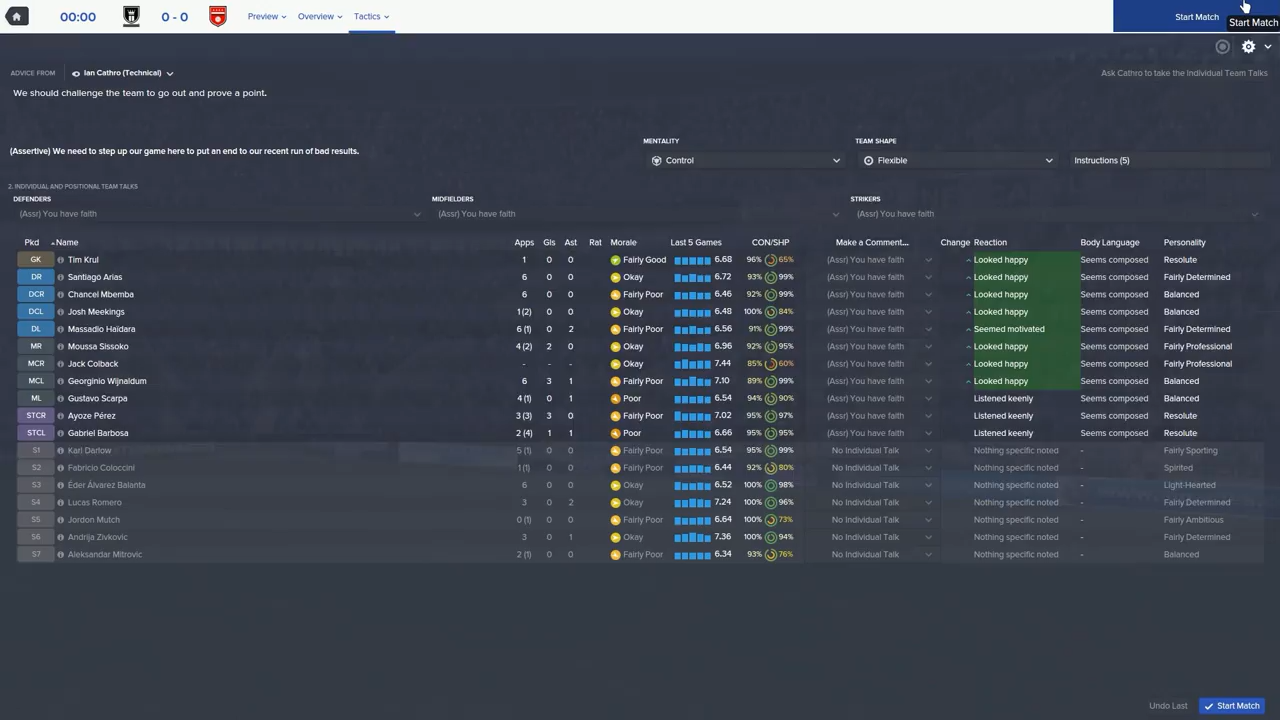 00:00 0 - 0 Preview Overview Tactics Start Match
Start Match
ADVICE FROM Ian Cathro (Technical) Ask Cathro to take the Individual Team Talks
We should challenge the team to go out and prove a point.
MENTALITY TEAM SHAPE
(Assertive) We need to step up our game here to put an end to our recent run of bad results.
Control Flexible Instructions (5)
2. INDIVIDUAL AND POSITIONAL TEAM TALKS
DEFENDERS MIDFIELDERS STRIKERS
(Assr) You have faith (Assr) You have faith (Assr) You have faith
Pkd Name Apps Gls Ast Rat Morale Last 5 Games CON/SHP Make a Comment... Change Reaction Body Language Personality
GK Tim Krul 1 0 0 Fairly Good 6.68 96% 65% (Assr) You have faith Looked happy Seems composed Resolute
DR Santiago Arias 6 0 0 Okay 6.72 93% 99% (Assr) You have faith Looked happy Seems composed Fairly Determined
DCR Chancel Mbemba 6 0 0 Fairly Poor 6.46 92% 99% (Assr) You have faith Looked happy Seems composed Balanced
DCL Josh Meekings 1 (2) 0 0 Okay 6.48 100% 84% (Assr) You have faith Looked happy Seems composed Balanced
DL Massadio Haïdara 6 (1) 0 2 Fairly Poor 6.56 91% 99% (Assr) You have faith Seemed motivated Seems composed Fairly Determined
MR Moussa Sissoko 4 (2) 2 0 Okay 6.96 92% 95% (Assr) You have faith Looked happy Seems composed Fairly Professional
MCR Jack Colback - - - Okay 7.44 85% 60% (Assr) You have faith Looked happy Seems composed Fairly Professional
MCL Georginio Wijnaldum 6 3 1 Fairly Poor 7.10 89% 99% (Assr) You have faith Looked happy Seems composed Balanced
ML Gustavo Scarpa 4 (1) 0 1 Poor 6.54 94% 90% (Assr) You have faith Listened keenly Seems composed Balanced
STCR Ayoze Pérez 3 (3) 3 0 Fairly Poor 7.02 95% 97% (Assr) You have faith Listened keenly Seems composed Resolute
STCL Gabriel Barbosa 2 (4) 1 1 Poor 6.66 95% 95% (Assr) You have faith Listened keenly Seems composed Resolute
S1 Karl Darlow 5 (1) 0 0 Fairly Poor 6.54 95% 99% No Individual Talk Nothing specific noted - Fairly Sporting
S2 Fabricio Coloccini 1 (1) 0 0 Fairly Poor 6.44 92% 80% No Individual Talk Nothing specific noted - Spirited
S3 Éder Álvarez Balanta 6 0 0 Okay 6.52 100% 98% No Individual Talk Nothing specific noted - Light-Hearted
S4 Lucas Romero 3 0 2 Okay 7.24 100% 96% No Individual Talk Nothing specific noted - Fairly Determined
S5 Jordon Mutch 0 (1) 0 0 Fairly Poor 6.64 100% 73% No Individual Talk Nothing specific noted - Fairly Ambitious
S6 Andrija Zivkovic 3 0 1 Okay 7.36 100% 94% No Individual Talk Nothing specific noted - Fairly Determined
S7 Aleksandar Mitrovic 2 (1) 0 0 Fairly Poor 6.34 93% 76% No Individual Talk Nothing specific noted - Balanced
Undo Last Start Match